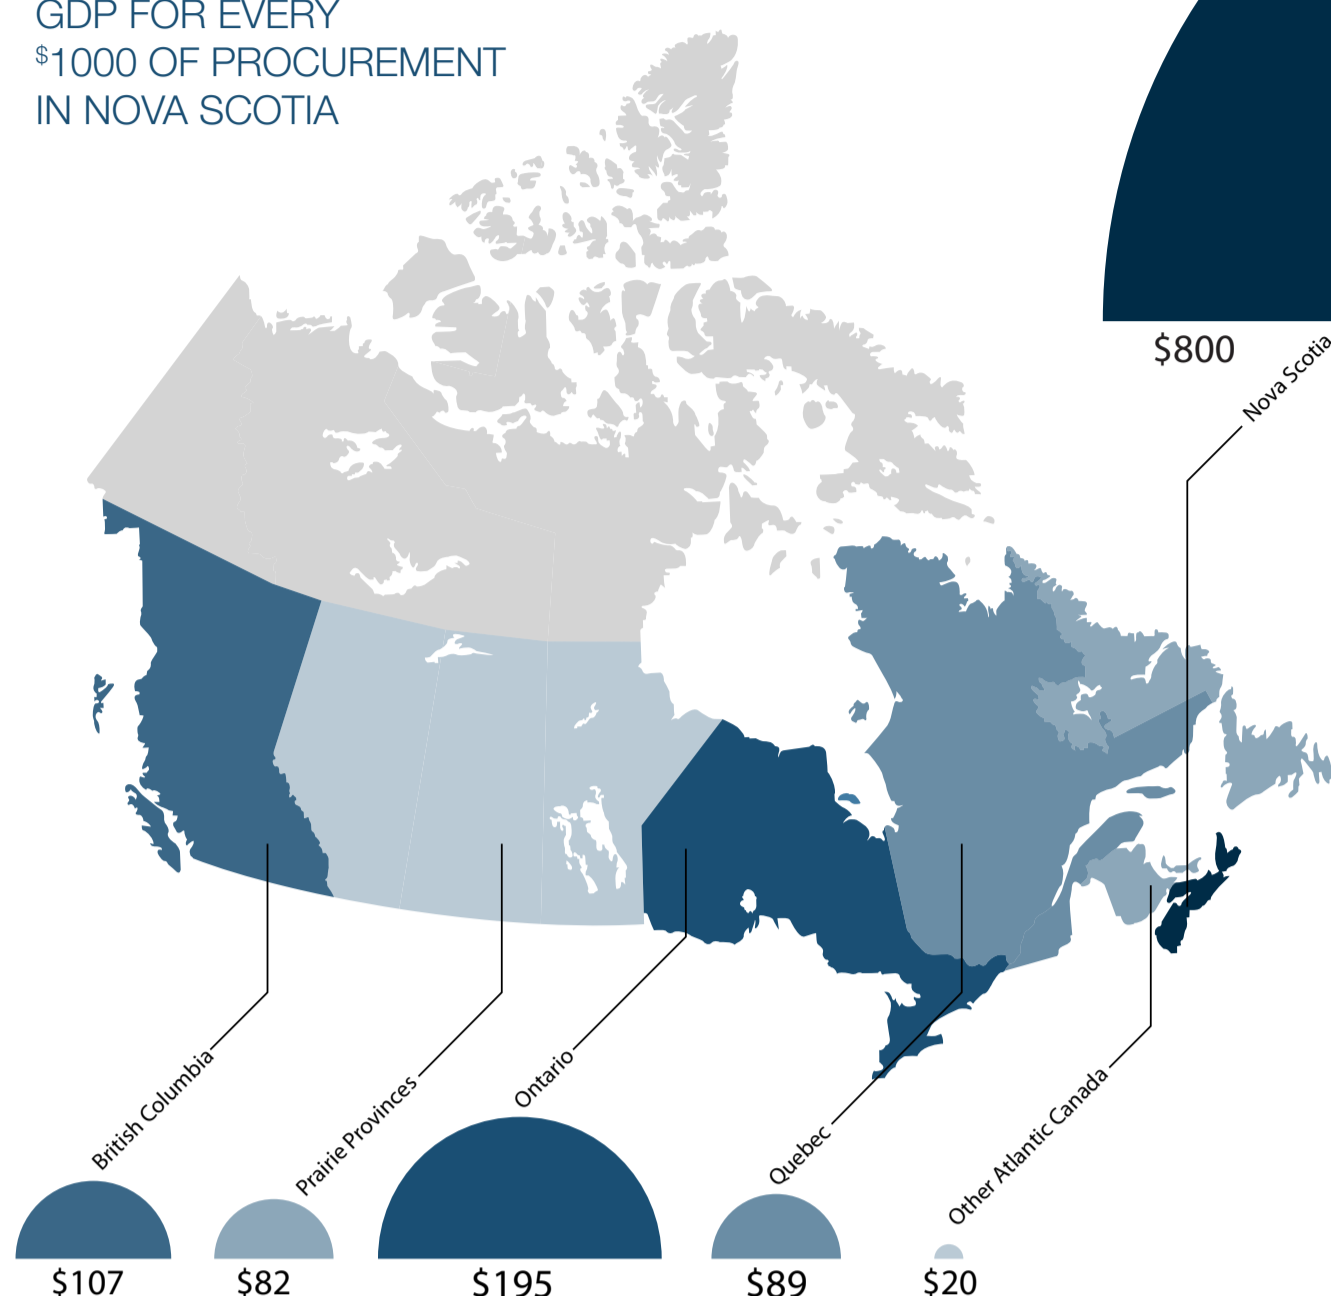 GDP FOR EVERY
$1000 OF PROCUREMENT
IN NOVA SCOTIA
$800
Nova Scotia
British Columbia
Prairie Provinces
Ontario
Quebec
Other Atlantic Canada
$107
$82
$195
$89
$20